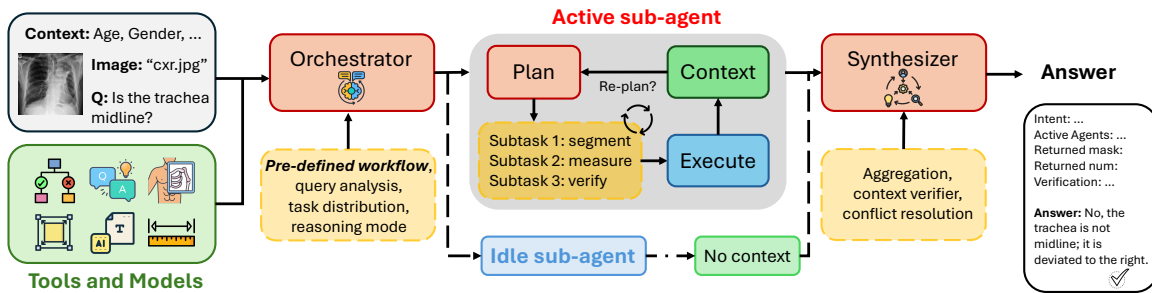 Context: Age, Gender, ...
Image: "cxr.jpg"
Q: Is the trachea
midline?
Q
A
AI
T
Tools and Models
Orchestrator
Pre-defined workflow,
query analysis,
task distribution,
reasoning mode
Active sub-agent
Plan
Re-plan?
Context
Subtask 1: segment
Subtask 2: measure
Subtask 3: verify
Execute
Idle sub-agent
No context
Synthesizer
Aggregation,
context verifier,
conflict resolution
Answer
Intent: ...
Active Agents: ...
Returned mask:
Returned num:
Verification: ...
Answer: No, the
trachea is not
midline; it is
deviated to the right.